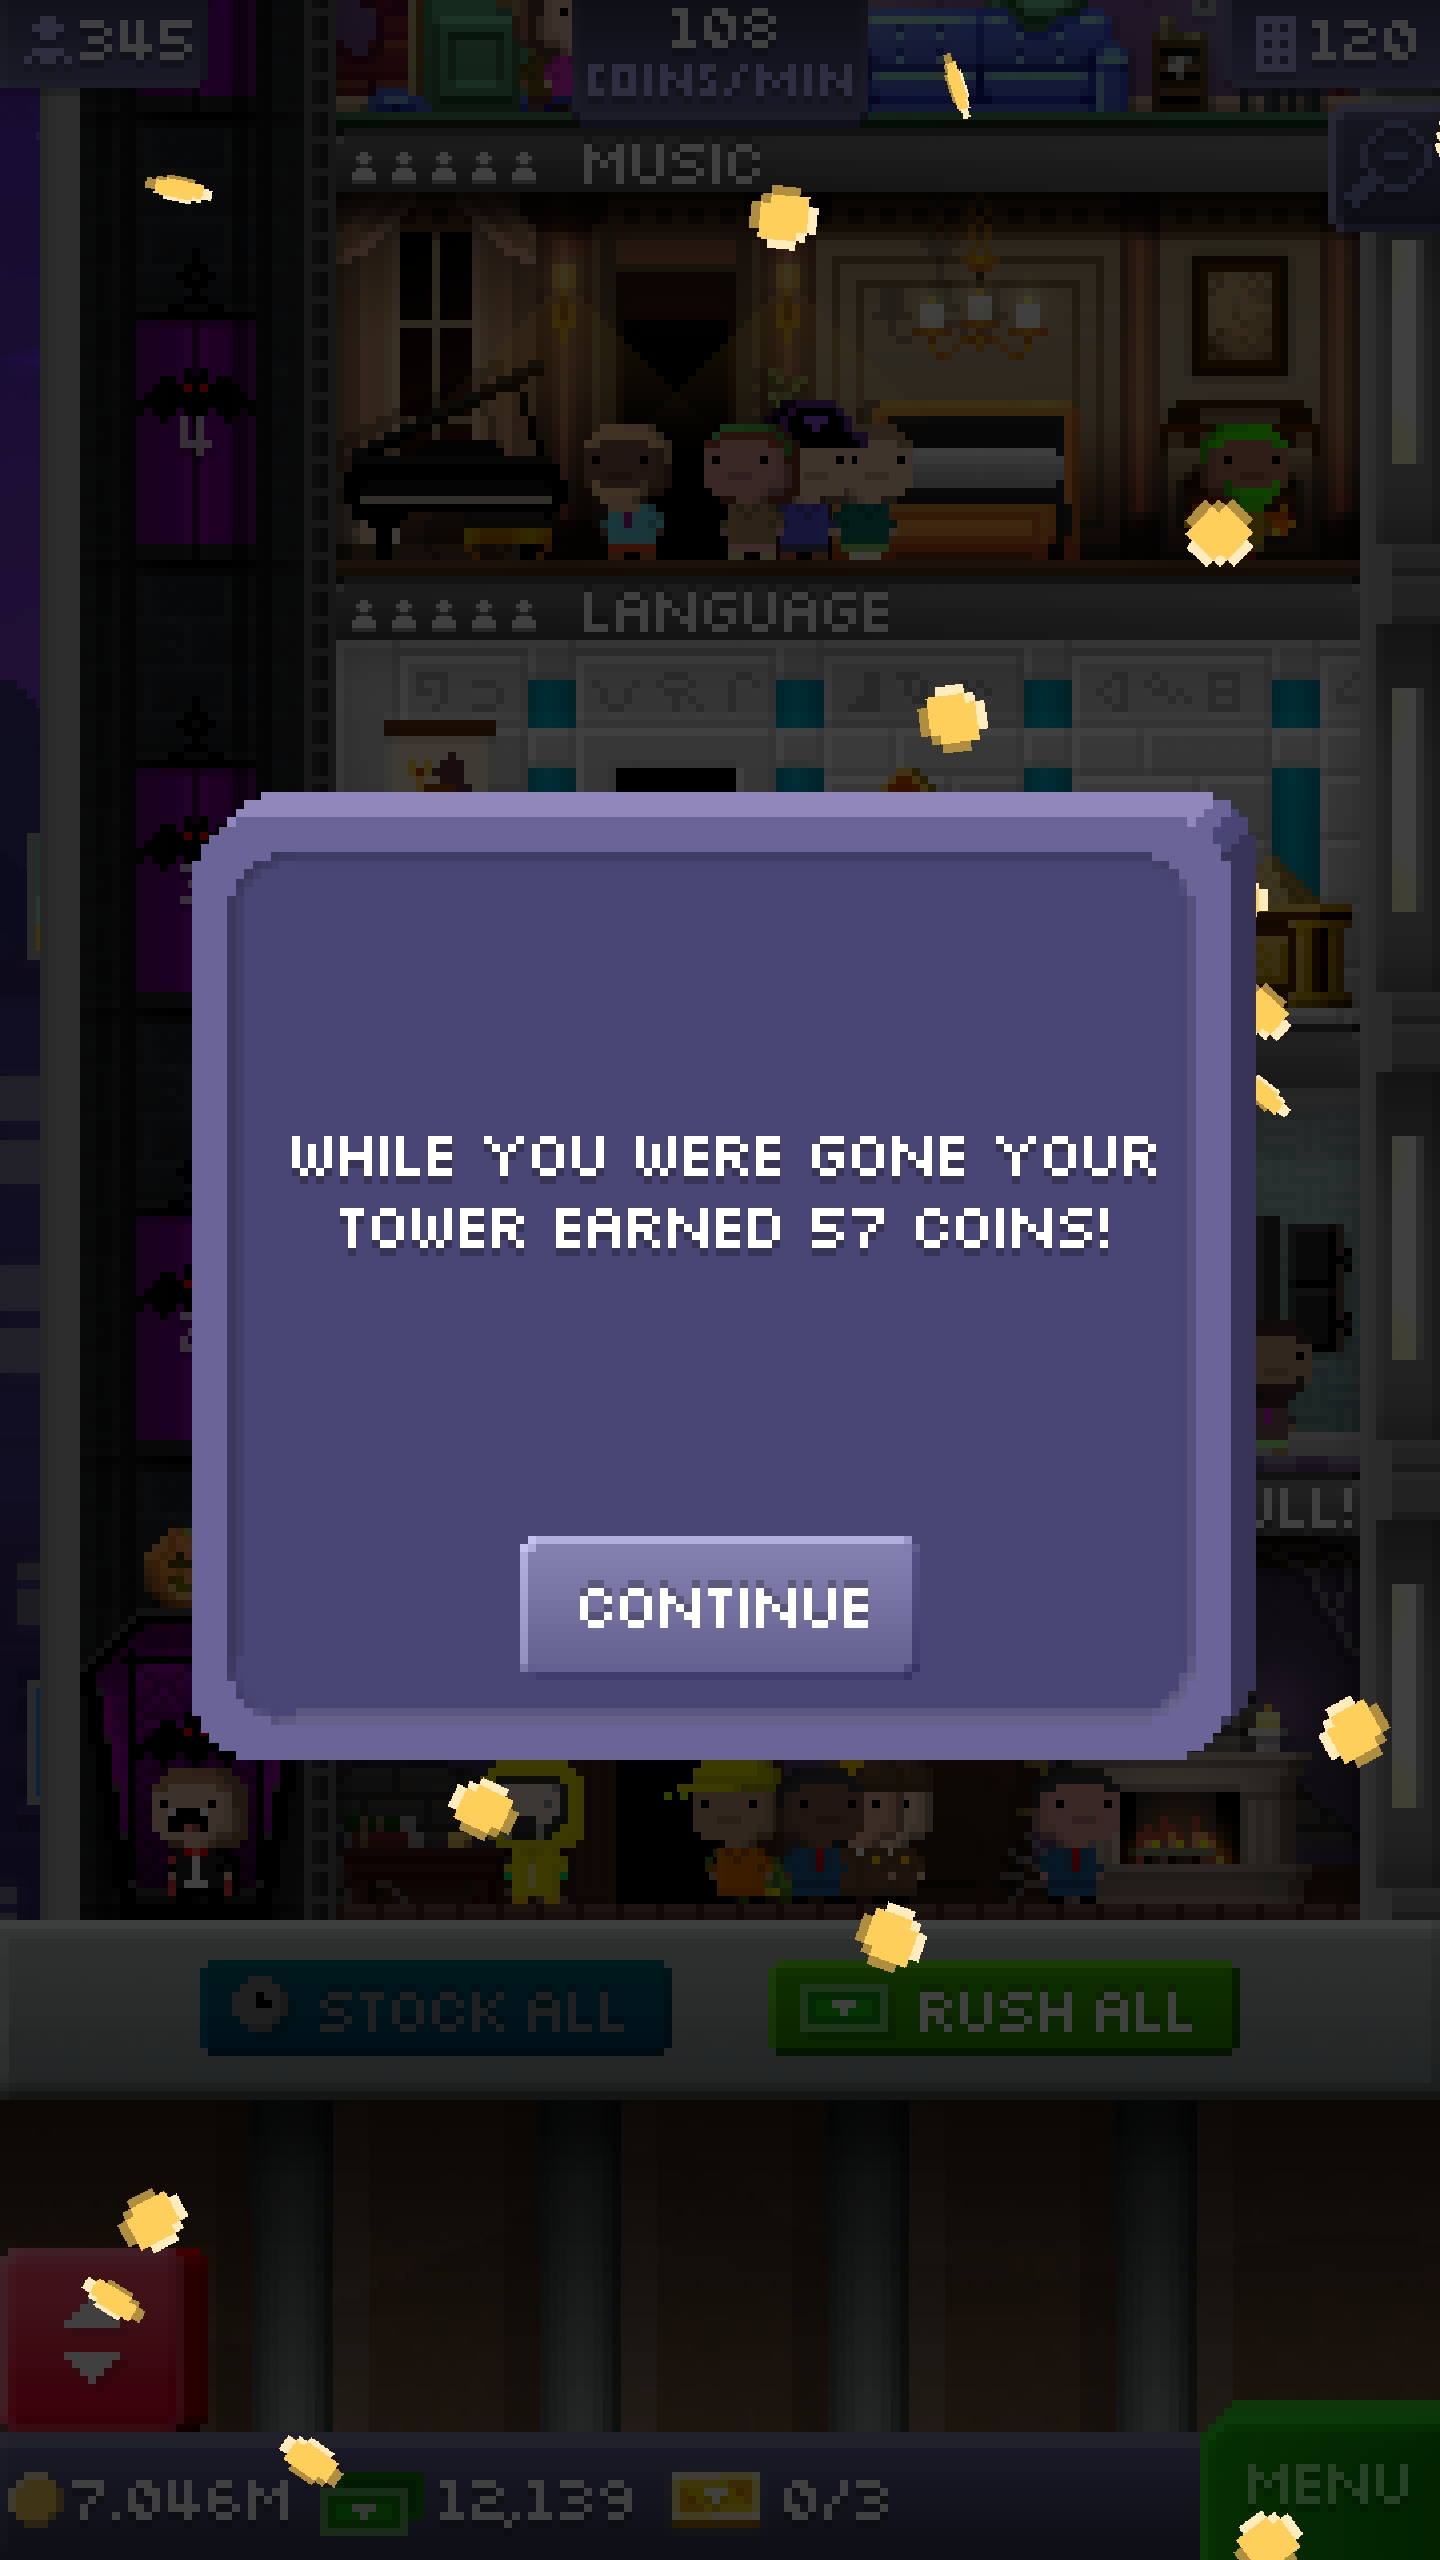 345
108
COINS/MIN
120
MUSIC
4
LANGUAGE
WHILE YOU WERE GONE YOUR
TOWER EARNED 57 COINS!
CONTINUE
STOCK ALL
RUSH ALL
7.046M
12,139
0/3
MENU